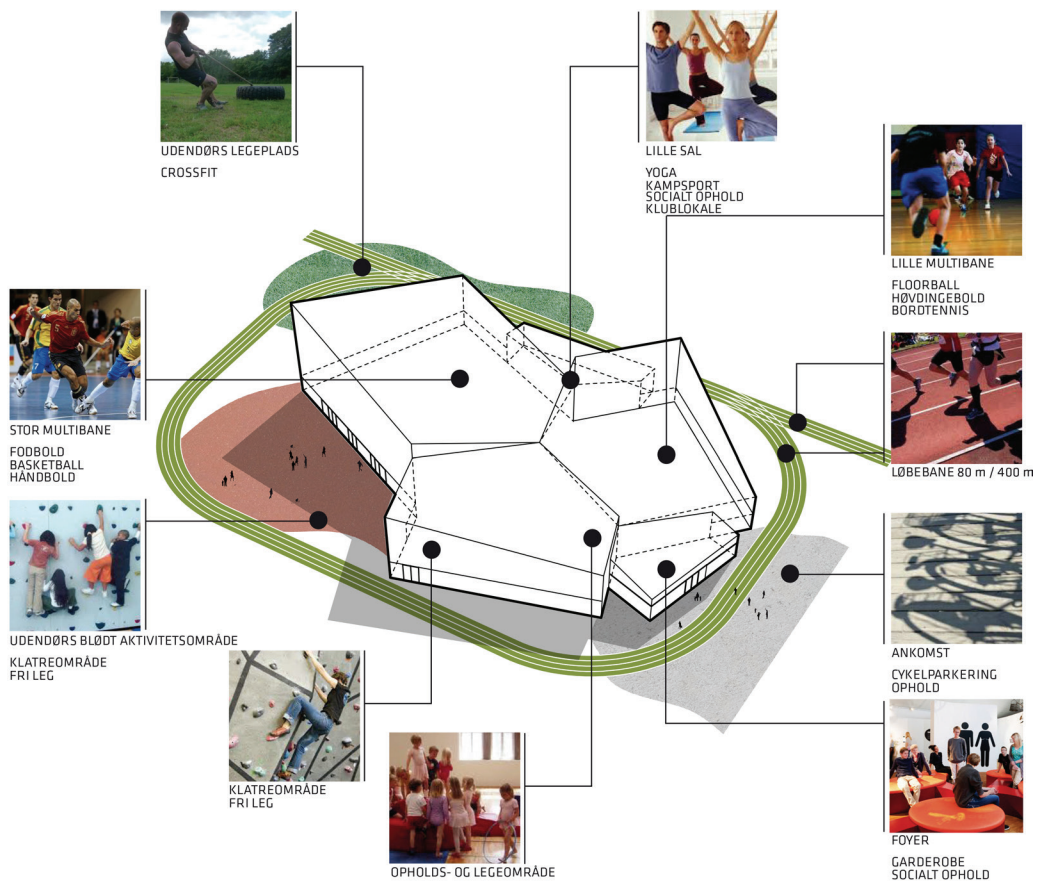 UDENDØRS LEGEPLADS
CROSSFIT
LILLE SAL
YOGA
KAMPSPORT
SOCIALT OPHOLD
KLUBLOKALE
LILLE MULTIBANE
FLOORBALL
HØVDINGEBOLD
BORDTENNIS
STOR MULTIBANE
FODBOLD
BASKETBALL
HÅNDBOLD
LØBEBANE 80 m / 400 m
UDENDØRS BLØDT AKTIVITETSOMRÅDE
KLATREOMRÅDE
FRI LEG
ANKOMST
CYKELPARKERING
OPHOLD
KLATREOMRÅDE
FRI LEG
OPHOLDS- OG LEGEOMRÅDE
FOYER
GARDEROBE
SOCIALT OPHOLD